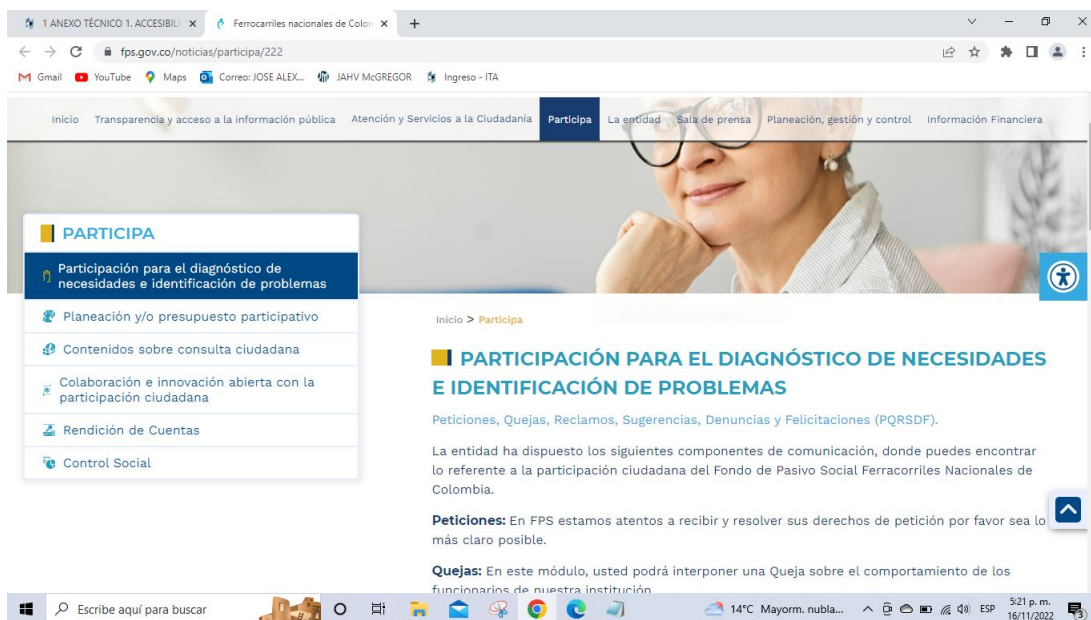 1 ANEXO TÉCNICO 1. ACCESIBILI
Ferrocarriles nacionales de Colom
fps.gov.co/noticias/participa/222
Gmail YouTube Maps Correo: JOSE ALEX... JAHV McGREGOR Ingreso - ITA
Inicio Transparencia y acceso a la información pública Atención y Servicios a la Ciudadanía Participa La entidad Sala de prensa Planeación, gestión y control Información Financiera
PARTICIPA
Participación para el diagnóstico de
necesidades e identificación de problemas
Planeación y/o presupuesto participativo
Contenidos sobre consulta ciudadana
Colaboración e innovación abierta con la
participación ciudadana
Rendición de Cuentas
Control Social
Inicio > Participa
PARTICIPACIÓN PARA EL DIAGNÓSTICO DE NECESIDADES
E IDENTIFICACIÓN DE PROBLEMAS
Peticiones, Quejas, Reclamos, Sugerencias, Denuncias y Felicitaciones (PQRSDF).
La entidad ha dispuesto los siguientes componentes de comunicación, donde puedes encontrar
lo referente a la participación ciudadana del Fondo de Pasivo Social Ferracorriles Nacionales de
Colombia.
Peticiones: En FPS estamos atentos a recibir y resolver sus derechos de petición por favor sea lo
más claro posible.
Quejas: En este módulo, usted podrá interponer una Queja sobre el comportamiento de los
funcionarios de nuestra institución
Escribe aquí para buscar
14°C Mayorm. nubla...
ESP
5:21 p. m.
16/11/2022
3